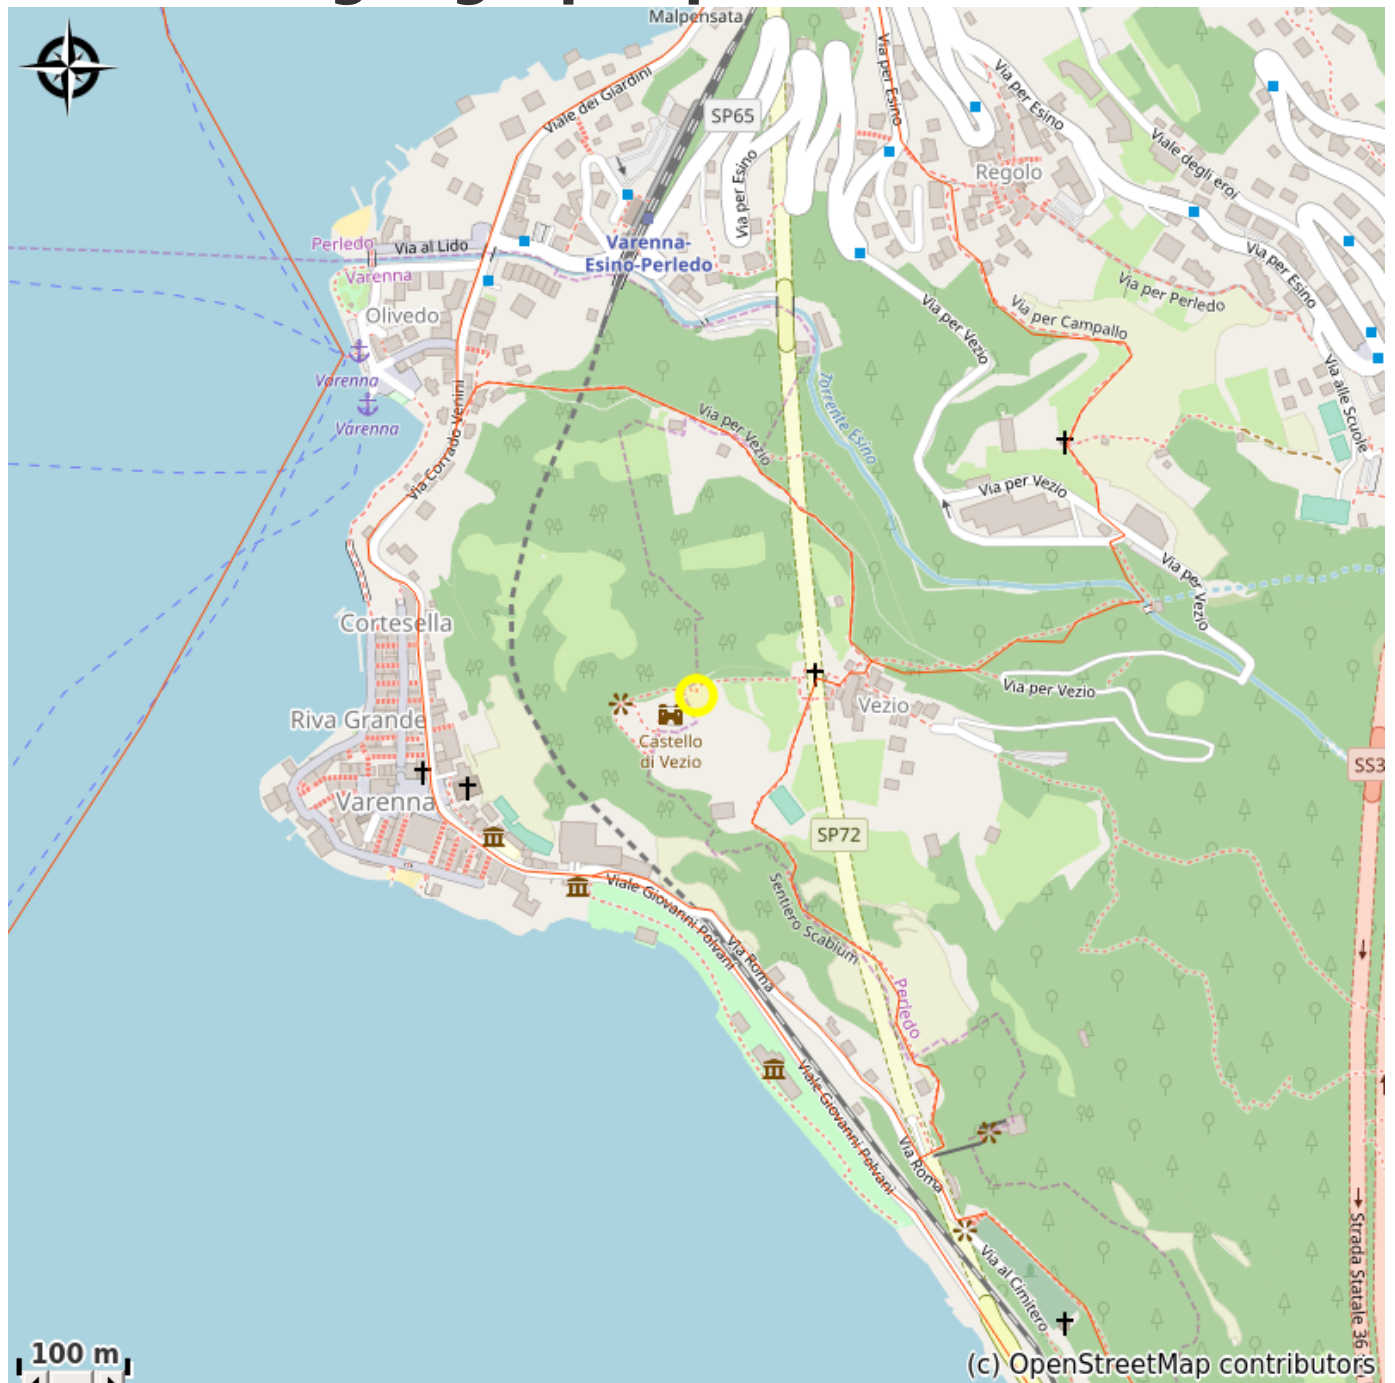 Malpensata
Viale dei Giardini
SP65
Via per Esino
Via per Esino
Via per Esino
Viale degli eroi
Regolo
Perledo
Via al Lido
Varenna-
Esino-Perledo
Varenna
Via per Esino
Via per Perledo
Olivedo
Via per Vezio
Via per Campallo
Varenna
Via alle Scuole
Varenna
Via Corrado Venini
Via per Vezio
Torrente Esino
Via per Vezio
Via per Vezio
Cortesella
Via per Vezio
Vezio
Riva Grande
Castello
di Vezio
SS3
Varenna
SP72
Viale Giovanni Polvani
Sentiero Scabium
Via Roma
Perledo
Viale Giovanni Polvani
Via Roma
Via al Cimitero
Strada Statale 36
100 m
(c) OpenStreetMap contributors